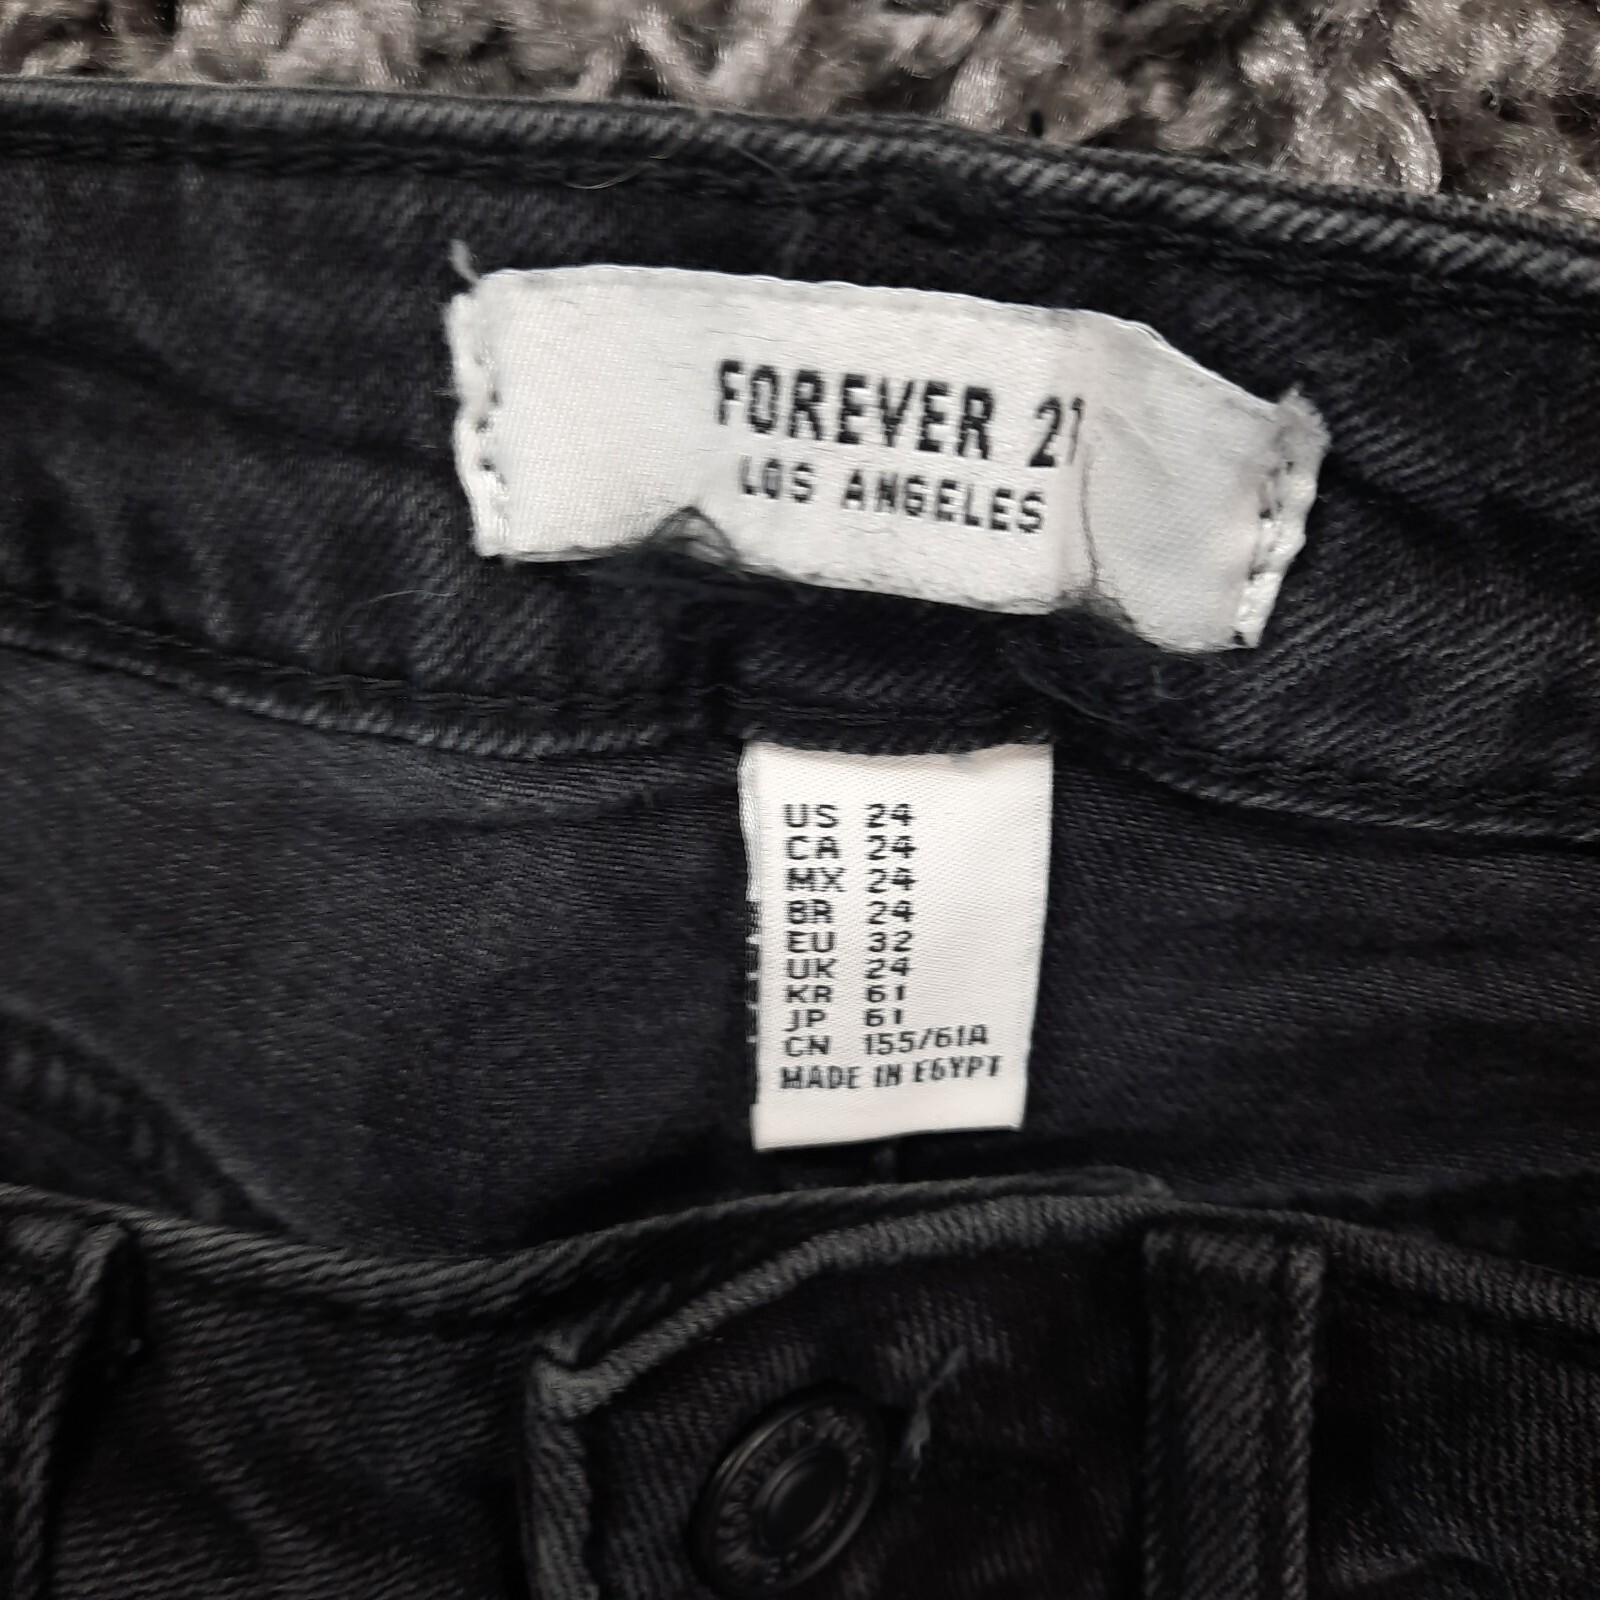 FOREVER 21
LOS ANGELES
US 24
CA 24
MX 24
BR 24
EU 32
UK 24
KR 61
JP 61
CN 155/61A
MADE IN EGYPT